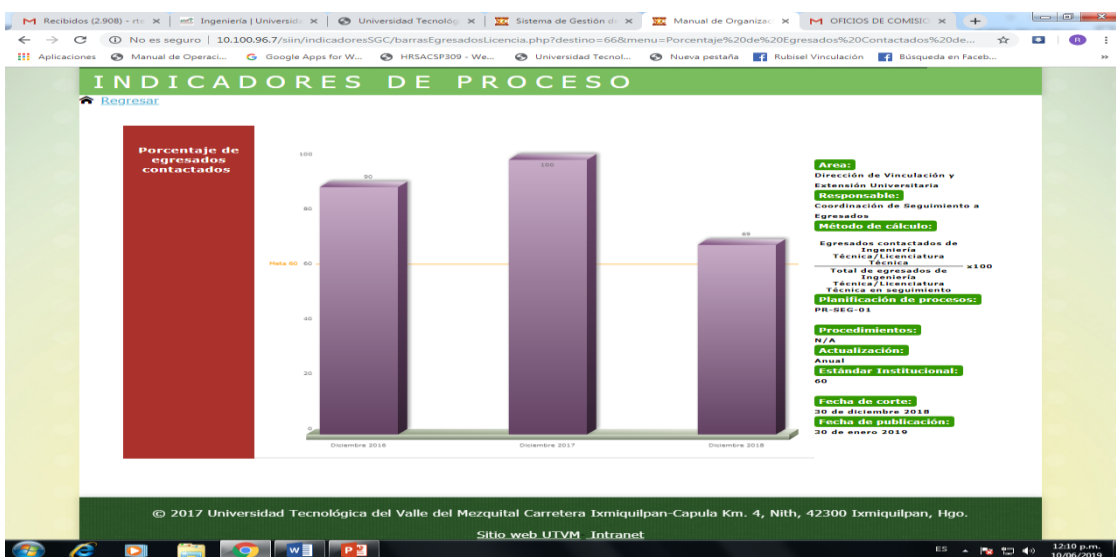 Recibidos (2.908) - rte
Ingeniería | Universida
Universidad Tecnológ
Sistema de Gestión de
Manual de Organizac
OFICIOS DE COMISIO
No es seguro | 10.100.96.7/siin/indicadoresSGC/barrasEgresadosLicencia.php?destino=66&menu=Porcentaje%20de%20Egresados%20Contactados%20de...
Aplicaciones
Manual de Operaci...
Google Apps for W...
HRSACSP309 - We...
Universidad Tecnol...
Nueva pestaña
Rubisel Vinculación
Búsqueda en Faceb...
INDICADORES DE PROCESO
Regresar
Porcentaje de
egresados
contactados
100
80
Meta 60 60
40
20
0
90
100
Diciembre 2016
Diciembre 2017
Diciembre 2018
Area:
Dirección de Vinculación y
Extensión Universitaria
Responsable:
Coordinación de Seguimiento a
Egresados
Método de cálculo:
Egresados contactados de
Ingeniería
Técnica/Licenciatura
Técnica
x100
Total de egresados de
Ingeniería
Técnica/Licenciatura
Técnica en seguimiento
Planificación de procesos:
PR-SEG-01
Procedimientos:
N/A
Actualización:
Anual
Estándar Institucional:
60
Fecha de corte:
30 de diciembre 2018
Fecha de publicación:
30 de enero 2019
© 2017 Universidad Tecnológica del Valle del Mezquital Carretera Ixmiquilpan-Capula Km. 4, Nith, 42300 Ixmiquilpan, Hgo.
Sitio web UTVM Intranet
ES
12:10 p.m.
10/06/2019